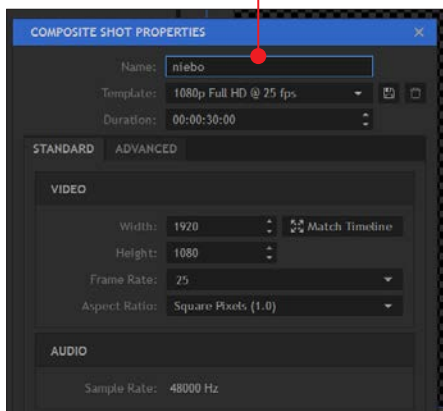 COMPOSITE SHOT PROPERTIES
Name: niebo
Template: 1080p Full HD @ 25 fps
Duration: 00:00:30:00
STANDARD ADVANCED
VIDEO
Width: 1920 Match Timeline
Height: 1080
Frame Rate: 25
Aspect Ratio: Square Pixels (1.0)
AUDIO
Sample Rate: 48000 Hz